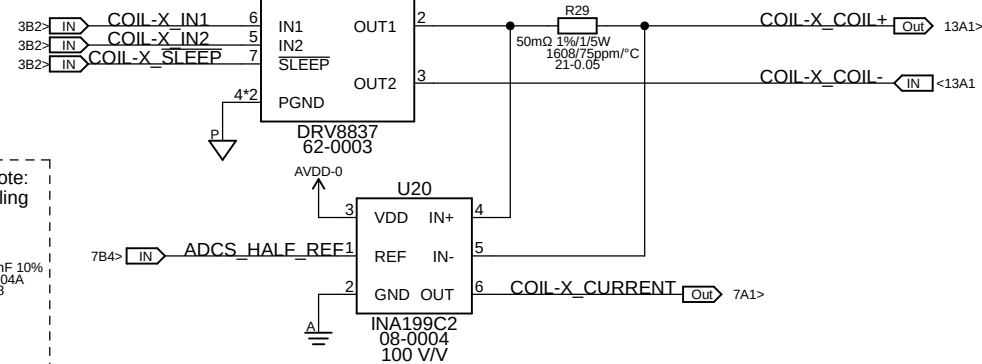 R29
3B2> IN COIL-X_IN1 6 IN1 OUT1 2 COIL-X_COIL+ Out 13A1>
3B2> IN COIL-X_IN2 5 IN2
50mΩ 1%/1/5W
1608/75ppm/°C
21-0.05
3B2> IN COIL-X_SLEEP 7 SLEEP
OUT2 3 COIL-X_COIL- IN <13A1
4*2 PGND
P
DRV8837
62-0003
AVDD-0
U20
3 VDD IN+ 4
7B4> IN ADCS_HALF_REF 1 REF IN- 5
2 GND OUT 6 COIL-X_CURRENT Out 7A1>
A
INA199C2
08-0004
100 V/V
ote:
ling
nF 10%
04A